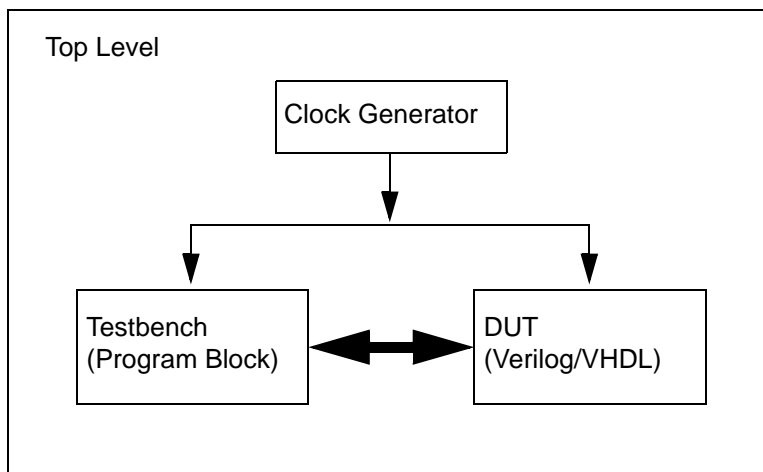 Top Level
Clock Generator
Testbench
(Program Block)
DUT
(Verilog/VHDL)